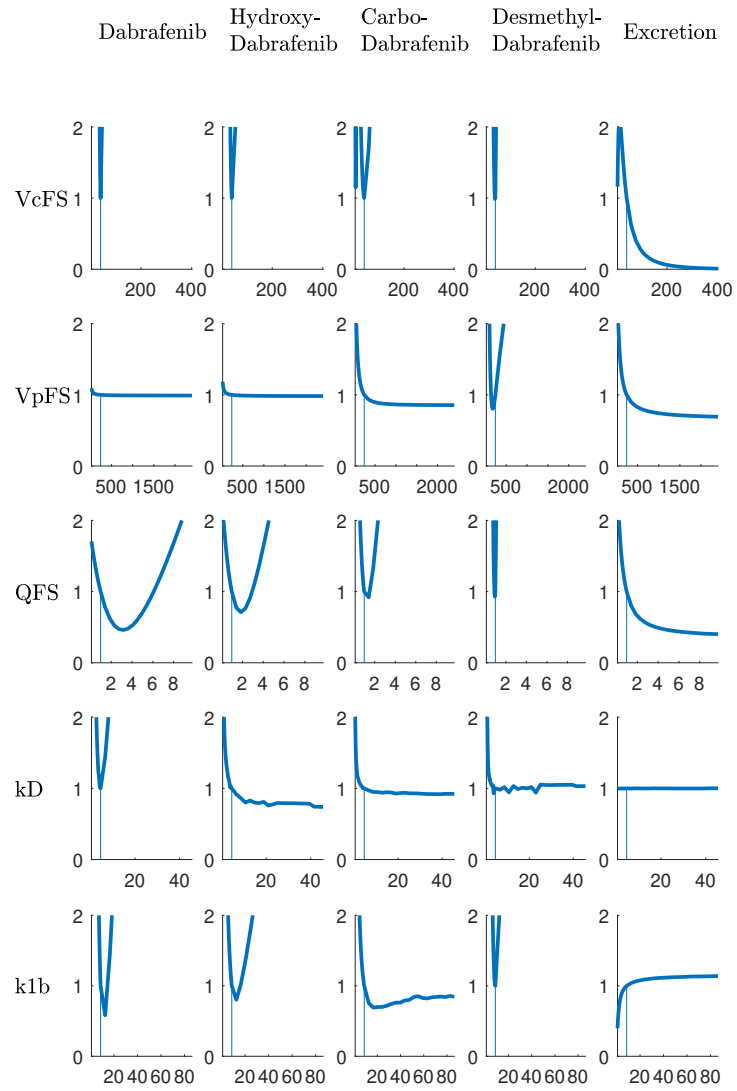 Dabrafenib
Hydroxy-
Dabrafenib
Carbo-
Dabrafenib
Desmethyl-
Dabrafenib
Excretion
VcFS
2 1 0 200 400
2 1 0 200 400
2 1 0 200 400
2 1 0 200 400
2 1 0 200 400
VpFS
2 1 0 500 1500
2 1 0 500 1500
2 1 0 500 2000
2 1 0 500 2000
2 1 0 500 1500
QFS
2 1 0 2 4 6 8
2 1 0 2 4 6 8
2 1 0 2 4 6 8
2 1 0 2 4 6 8
2 1 0 2 4 6 8
kD
2 1 0 20 40
2 1 0 20 40
2 1 0 20 40
2 1 0 20 40
2 1 0 20 40
k1b
2 1 0 20 40 60 80
2 1 0 20 40 60 80
2 1 0 20 40 60 80
2 1 0 20 40 60 80
2 1 0 20 40 60 80